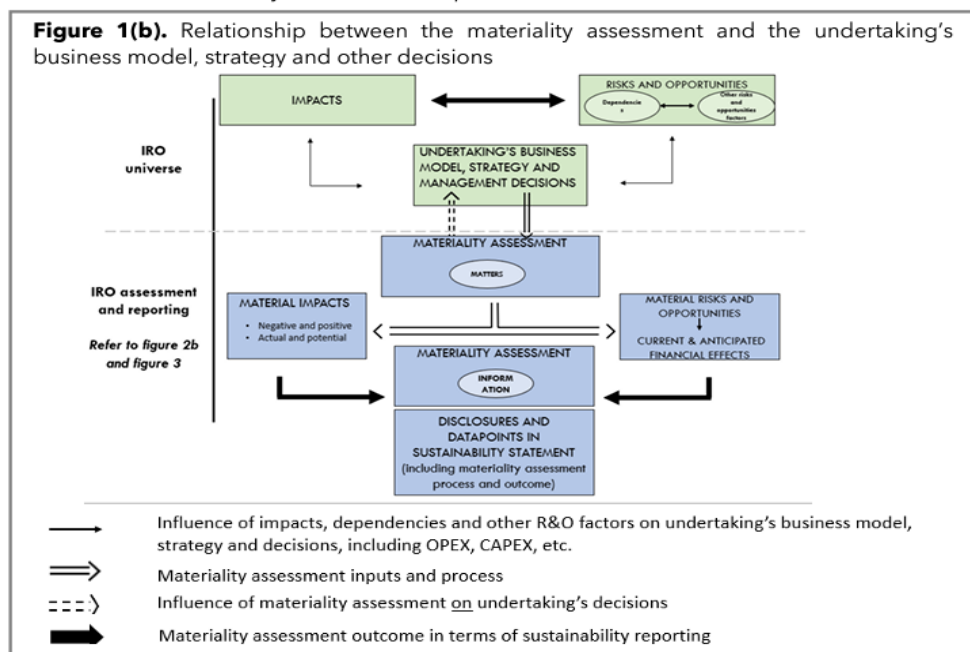 Figure 1(b). Relationship between the materiality assessment and the undertaking's
business model, strategy and other decisions
IMPACTS
RISKS AND OPPORTUNITIES
Dependencie
s
Other risks
and
opportunities
factors
IRO
universe
UNDERTAKING'S BUSINESS
MODEL, STRATEGY AND
MANAGEMENT DECISIONS
MATERIALITY ASSESSMENT
MATTERS
IRO assessment
and reporting
Refer to figure 2b
and figure 3
MATERIAL IMPACTS
• Negative and positive
• Actual and potential
MATERIAL RISKS AND
OPPORTUNITIES
CURRENT & ANTICIPATED
FINANCIAL EFFECTS
MATERIALITY ASSESSMENT
INFORM
ATION
DISCLOSURES AND
DATAPOINTS IN
SUSTAINABILITY STATEMENT
(including materiality assessment
process and outcome)
Influence of impacts, dependencies and other R&O factors on undertaking's business model,
strategy and decisions, including OPEX, CAPEX, etc.
Materiality assessment inputs and process
Influence of materiality assessment on undertaking's decisions
Materiality assessment outcome in terms of sustainability reporting